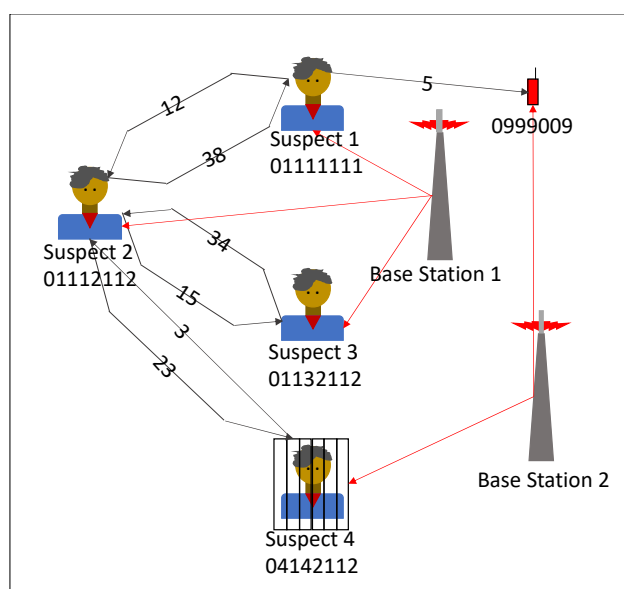 5
12
0999009
Suspect 1
01111111
38
Suspect 2
01112112
34
Base Station 1
15
3
Suspect 3
01132112
23
Base Station 2
Suspect 4
04142112